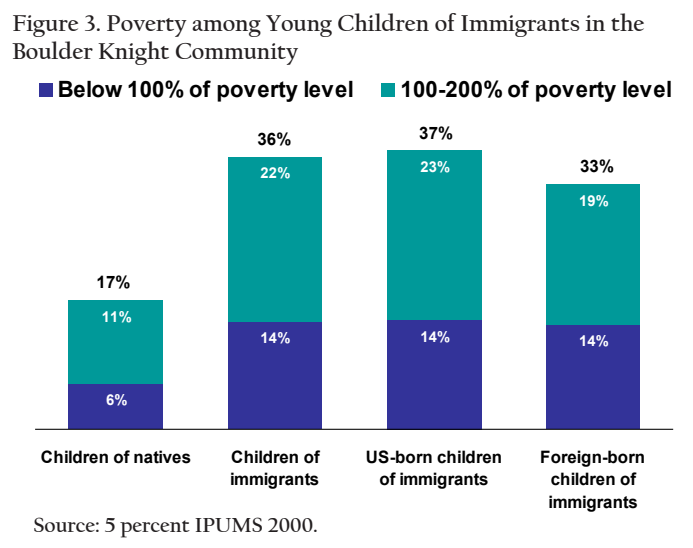 Figure 3. Poverty among Young Children of Immigrants in the
Boulder Knight Community
Below 100% of poverty level 100-200% of poverty level
37%
36%
23%
33%
22%
19%
17%
11%
14% 14% 14%
6%
Children of natives Children of immigrants US-born children of immigrants Foreign-born children of immigrants
Source: 5 percent IPUMS 2000.